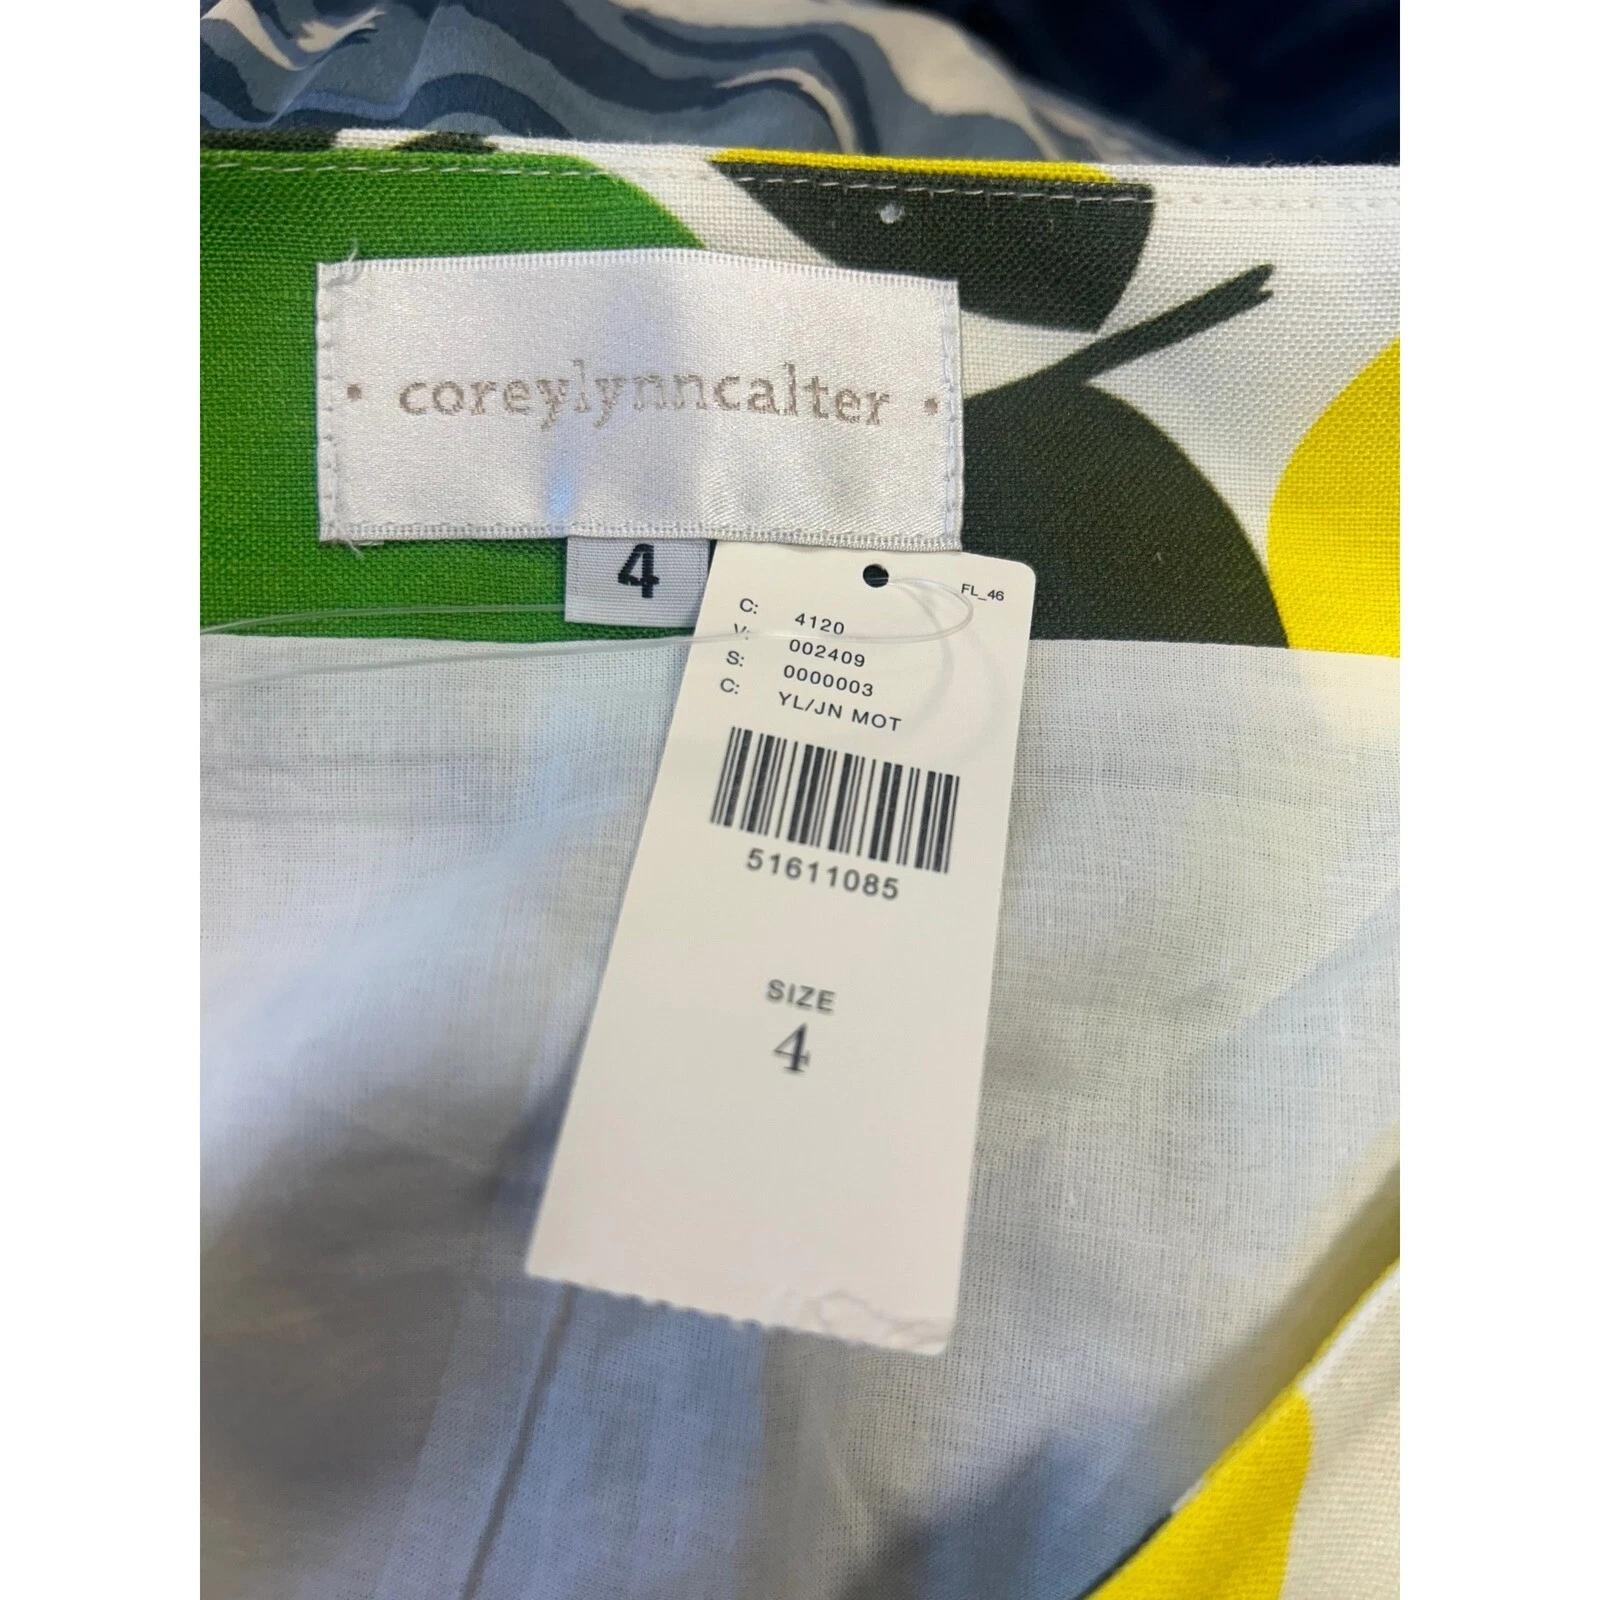 • coreylynncalter •
4
FL_46
C: 4120
V: 002409
S: 0000003
C: YL/JN MOT
51611085
SIZE
4